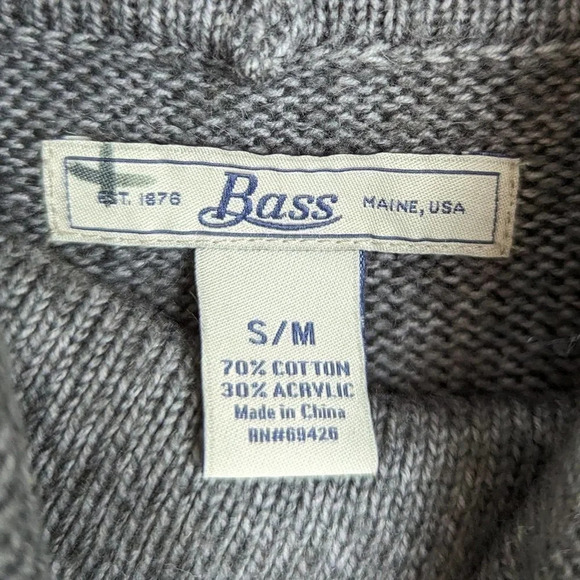 EST. 1876 Bass MAINE, USA
S/M
70% COTTON
30% ACRYLIC
Made in China
RN#69426